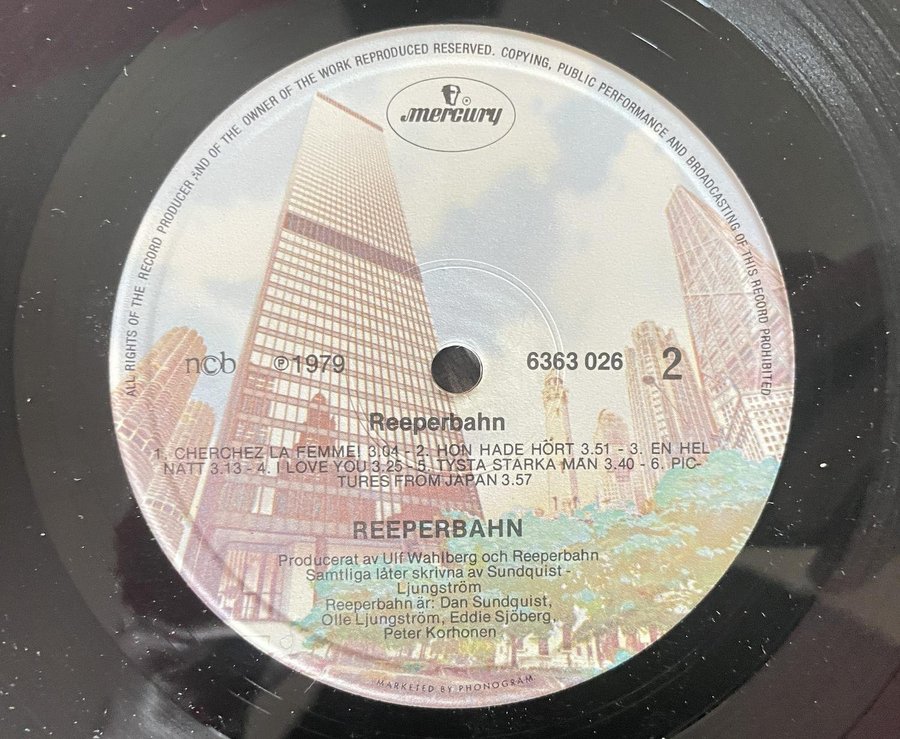 ALL RIGHTS OF THE RECORD PRODUCER AND OF THE OWNER OF THE WORK REPRODUCED RESERVED. COPYING, PUBLIC PERFORMANCE AND BROADCASTING OF THIS RECORD PROHIBITED
mercury
ncb ℗1979 6363 026 2
Reeperbahn
1. CHERCHEZ LA FEMME! 3.04 - 2. HON HADE HÖRT 3.51 - 3. EN HEL
NATT 3.13 - 4. I LOVE YOU 3.25 - 5. TYSTA STARKA MÄN 3.40 - 6. PIC-
TURES FROM JAPAN 3.57
REEPERBAHN
Producerat av Ulf Wahlberg och Reeperbahn
Samtliga låter skrivna av Sundquist -
Ljungström
Reeperbahn är: Dan Sundquist,
Olle Ljungström, Eddie Sjöberg,
Peter Korhonen
MARKETED BY PHONOGRAM